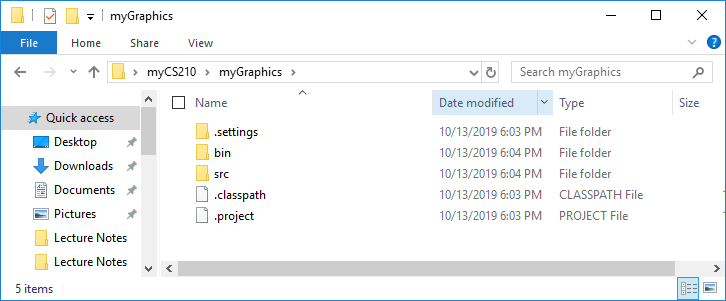 myGraphics
File Home Share View
myCS210 myGraphics Search myGraphics
Name Date modified Type Size
Quick access
Desktop
Downloads
Documents
Pictures
Lecture Notes
Lecture Notes
.settings 10/13/2019 6:03 PM File folder
bin 10/13/2019 6:04 PM File folder
src 10/13/2019 6:04 PM File folder
.classpath 10/13/2019 6:03 PM CLASSPATH File
.project 10/13/2019 6:03 PM PROJECT File
5 items